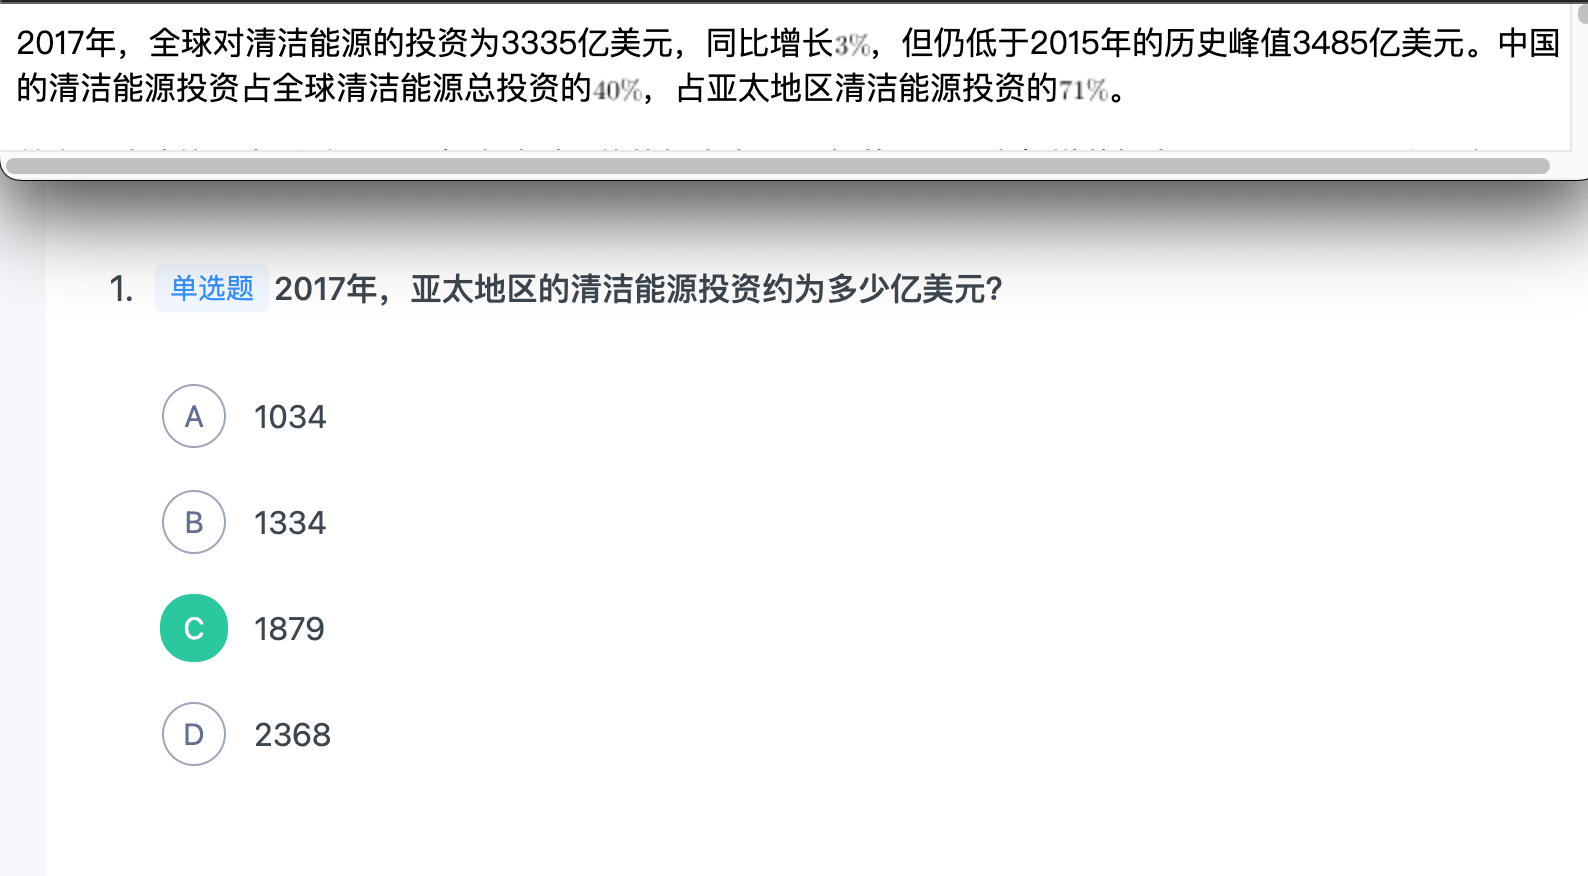 2017年，全球对清洁能源的投资为3335亿美元，同比增长3%，但仍低于2015年的历史峰值3485亿美元。中国
的清洁能源投资占全球清洁能源总投资的40%，占亚太地区清洁能源投资的71%。
1. 单选题 2017年，亚太地区的清洁能源投资约为多少亿美元?
A 1034
B 1334
C 1879
D 2368